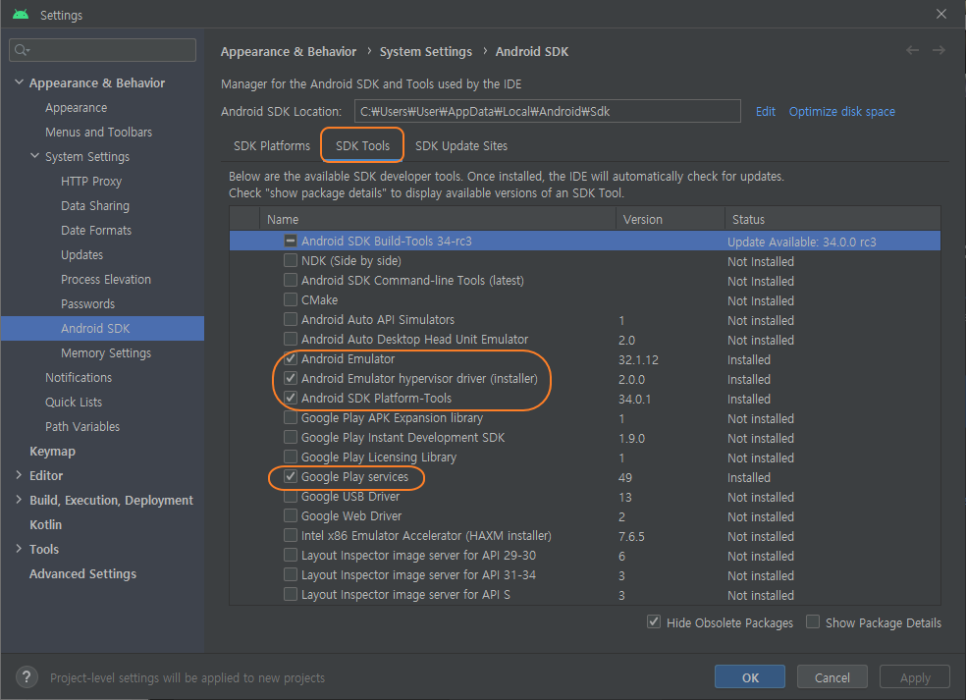 Settings
Appearance & Behavior › System Settings › Android SDK
Manager for the Android SDK and Tools used by the IDE
Android SDK Location: C:₩Users₩User₩AppData₩Local₩Android₩Sdk Edit Optimize disk space
SDK Platforms SDK Tools SDK Update Sites
Below are the available SDK developer tools. Once installed, the IDE will automatically check for updates.
Check "show package details" to display available versions of an SDK Tool.
Name Version Status
Android SDK Build-Tools 34-rc3 Update Available: 34.0.0 rc3
NDK (Side by side) Not Installed
Android SDK Command-line Tools (latest) Not Installed
CMake Not Installed
Android Auto API Simulators 1 Not installed
Android Auto Desktop Head Unit Emulator 2.0 Not installed
Android Emulator 32.1.12 Installed
Android Emulator hypervisor driver (installer) 2.0.0 Installed
Android SDK Platform-Tools 34.0.1 Installed
Google Play APK Expansion library 1 Not installed
Google Play Instant Development SDK 1.9.0 Not installed
Google Play Licensing Library 1 Not installed
Google Play services 49 Installed
Google USB Driver 13 Not installed
Google Web Driver 2 Not installed
Intel x86 Emulator Accelerator (HAXM installer) 7.6.5 Not installed
Layout Inspector image server for API 29-30 6 Not installed
Layout Inspector image server for API 31-34 3 Not installed
Layout Inspector image server for API S 3 Not installed
Hide Obsolete Packages Show Package Details
Appearance & Behavior
Appearance
Menus and Toolbars
System Settings
HTTP Proxy
Data Sharing
Date Formats
Updates
Process Elevation
Passwords
Android SDK
Memory Settings
Notifications
Quick Lists
Path Variables
Keymap
Editor
Build, Execution, Deployment
Kotlin
Tools
Advanced Settings
? Project-level settings will be applied to new projects
OK Cancel Apply